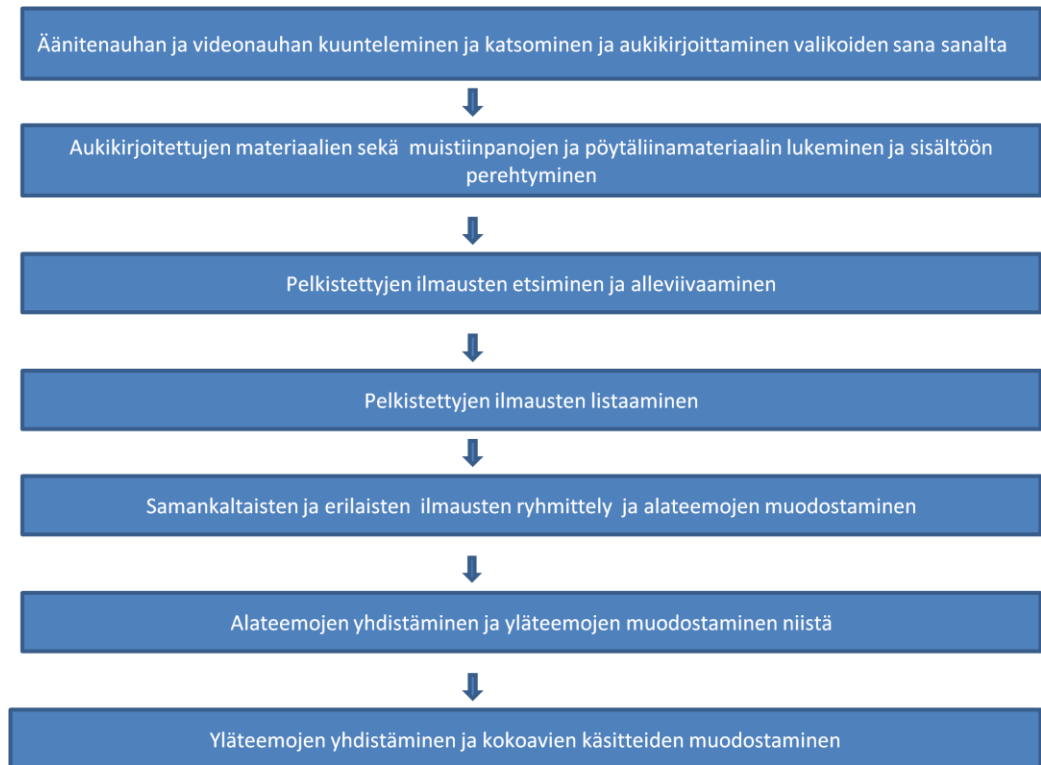 Äänitenauhan ja videonauhan kuunteleminen ja katsominen ja aukikirjoittaminen valikoiden sana sanalta
Aukikirjoitettujen materiaalien sekä muistiinpanojen ja pöytäliinamateriaalin lukeminen ja sisältöön
perehtyminen
Pelkistettyjen ilmausten etsiminen ja alleviivaaminen
Pelkistettyjen ilmausten listaaminen
Samankaltaisten ja erilaisten ilmausten ryhmittely ja alateemojen muodostaminen
Alateemojen yhdistäminen ja yläteemojen muodostaminen niistä
Yläteemojen yhdistäminen ja kokoavien käsitteiden muodostaminen